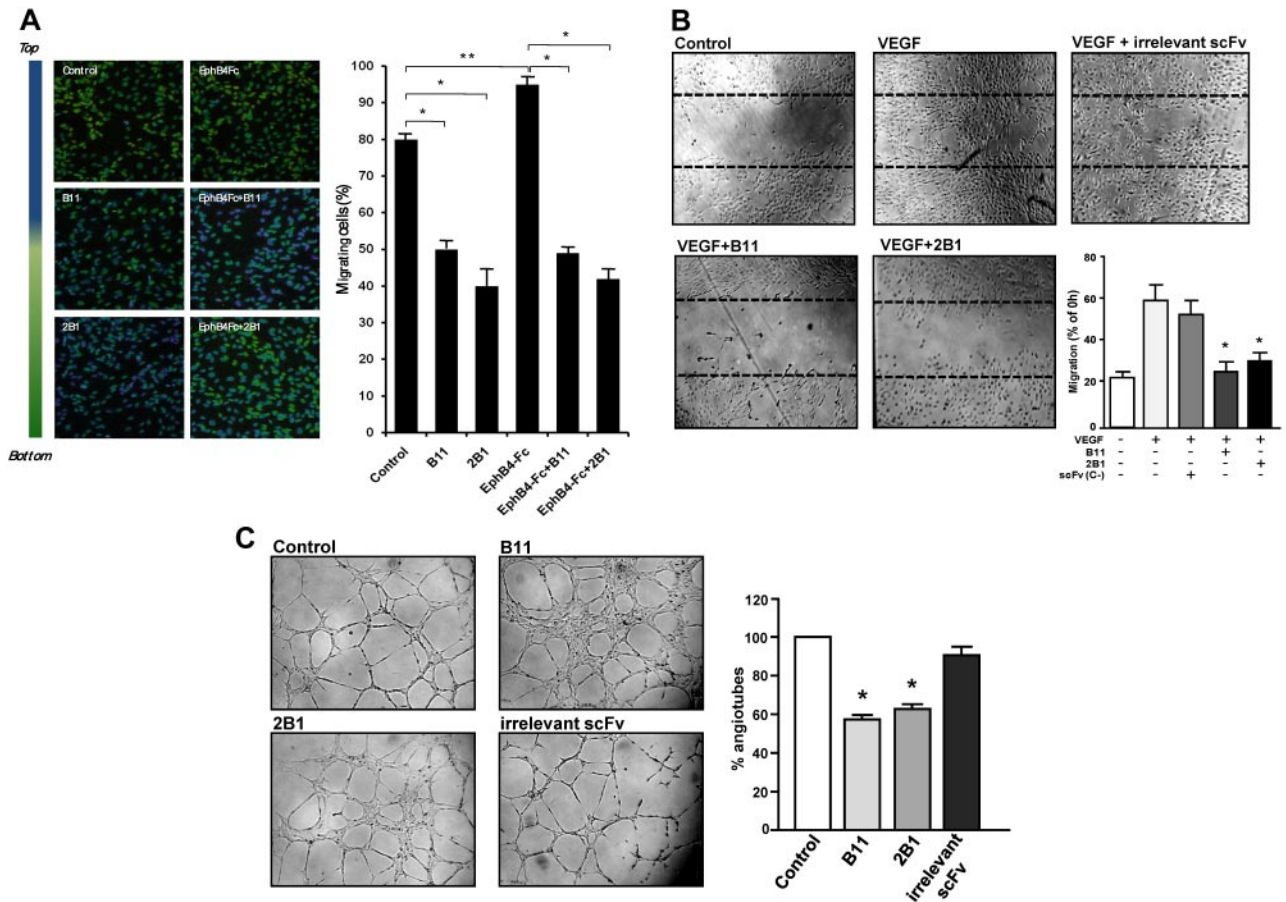 A
Top
Bottom
Control
EphB4Fc
B11
EphB4Fc+B11
2B1
EphB4Fc+2B1
Migrating cells (%)
100
90
80
70
60
50
40
30
20
10
0
*
*
**
*
*
Control
B11
2B1
EphB4-Fc
EphB4-Fc+B11
EphB4-Fc+2B1
B
Control
VEGF
VEGF + irrelevant scFv
VEGF+B11
VEGF+2B1
Migration (% of 0h)
80
60
40
20
0
*
*
VEGF - + + + +
B11 +
2B1 +
scFv (C-) +
C
Control
B11
2B1
irrelevant scFv
% angiotubes
100
80
60
40
120
0
*
*
Control
B11
2B1
irrelevant
scFv